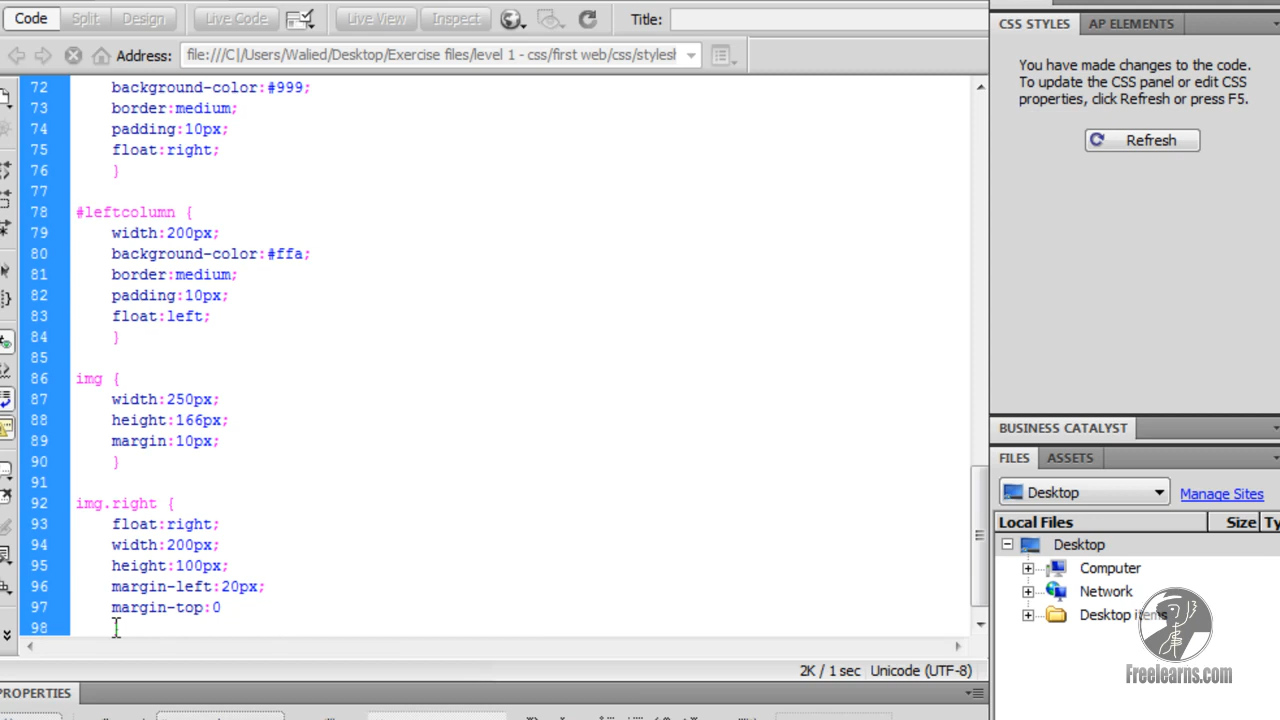 Code Split Design Live Code Live View Inspect Title:
CSS STYLES AP ELEMENTS
Address: file:///C|/Users/Walied/Desktop/Exercise files/level 1 - css/first web/css/stylesh
You have made changes to the code.
To update the CSS panel or edit CSS
properties, click Refresh or press F5.
Refresh
72 background-color:#999;
73 border:medium;
74 padding:10px;
75 float:right;
76 }
77
78 #leftcolumn {
79 width:200px;
80 background-color:#ffa;
81 border:medium;
82 padding:10px;
83 float:left;
84 }
85
86 img {
87 width:250px;
88 height:166px;
89 margin:10px;
90 }
91
92 img.right {
93 float:right;
94 width:200px;
95 height:100px;
96 margin-left:20px;
97 margin-top:0
98
2K / 1 sec Unicode (UTF-8)
PROPERTIES
BUSINESS CATALYST
FILES ASSETS
Desktop Manage Sites
Local Files Size Ty
Desktop
Computer
Network
Desktop items
Freelearns.com